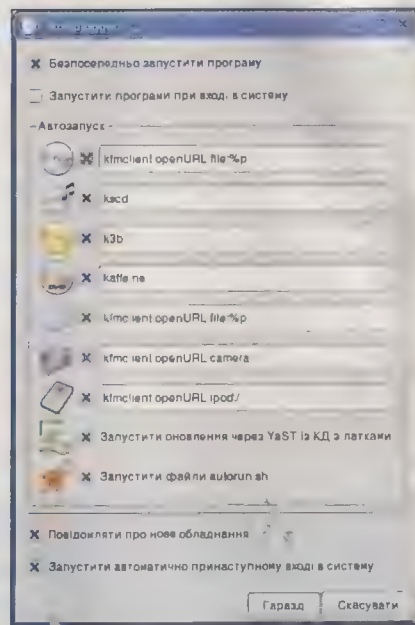 Безпосередньо запустити програму
Запустити програми при вході в систему
Автозапуск
kfmclient openURL file:%p
kscd
k3b
kaffeine
kfmclient openURL file:%p
kfmclient openURL camera
kfmclient openURL ipod:/
Запустити оновлення через YaST із КД з латками
Запустити файли autorun.sh
Повідомляти про нове обладнання
Запустити автоматично принаступному вході в систему
Гаразд
Скасувати